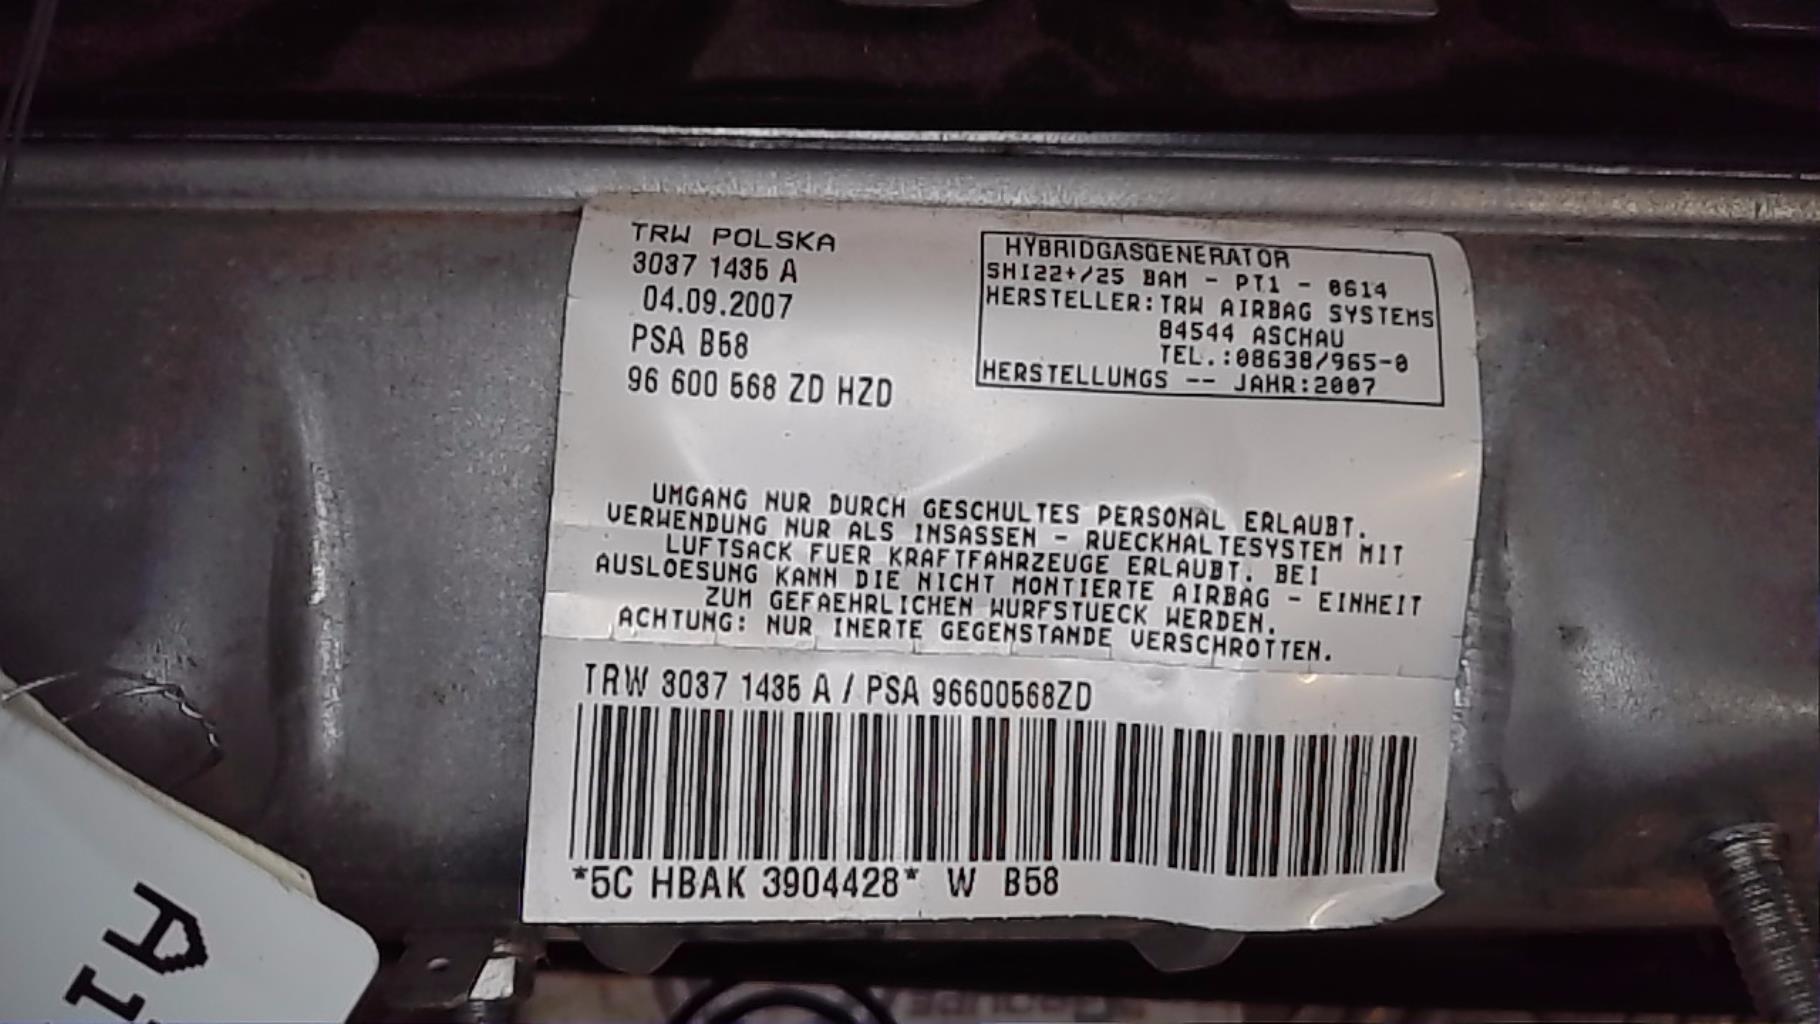 TRW POLSKA
3037 1435 A
04.09.2007
PSA B58
96 600 568 ZD HZD
HYBRIDGASGENERATOR
SHI22+/25 BAM - PT1 - 0614
HERSTELLER: TRW AIRBAG SYSTEMS
84544 ASCHAU
TEL.:08638/965-0
HERSTELLUNGS -- JAHR:2007
UMGANG NUR DURCH GESCHULTES PERSONAL ERLAUBT.
VERWENDUNG NUR ALS INSASSEN - RUECKHALTESYSTEM MIT
LUFTSACK FUER KRAFTFAHRZEUGE ERLAUBT. BEI
AUSLOESUNG KANN DIE NICHT MONTIERTE AIRBAG - EINHEIT
ZUM GEFAEHRLICHEN WURFSTUECK WERDEN.
ACHTUNG: NUR INERTE GEGENSTANDE VERSCHROTTEN.
TRW 3037 1435 A / PSA 96600568ZD
*5C HBAK 3904428* W B58